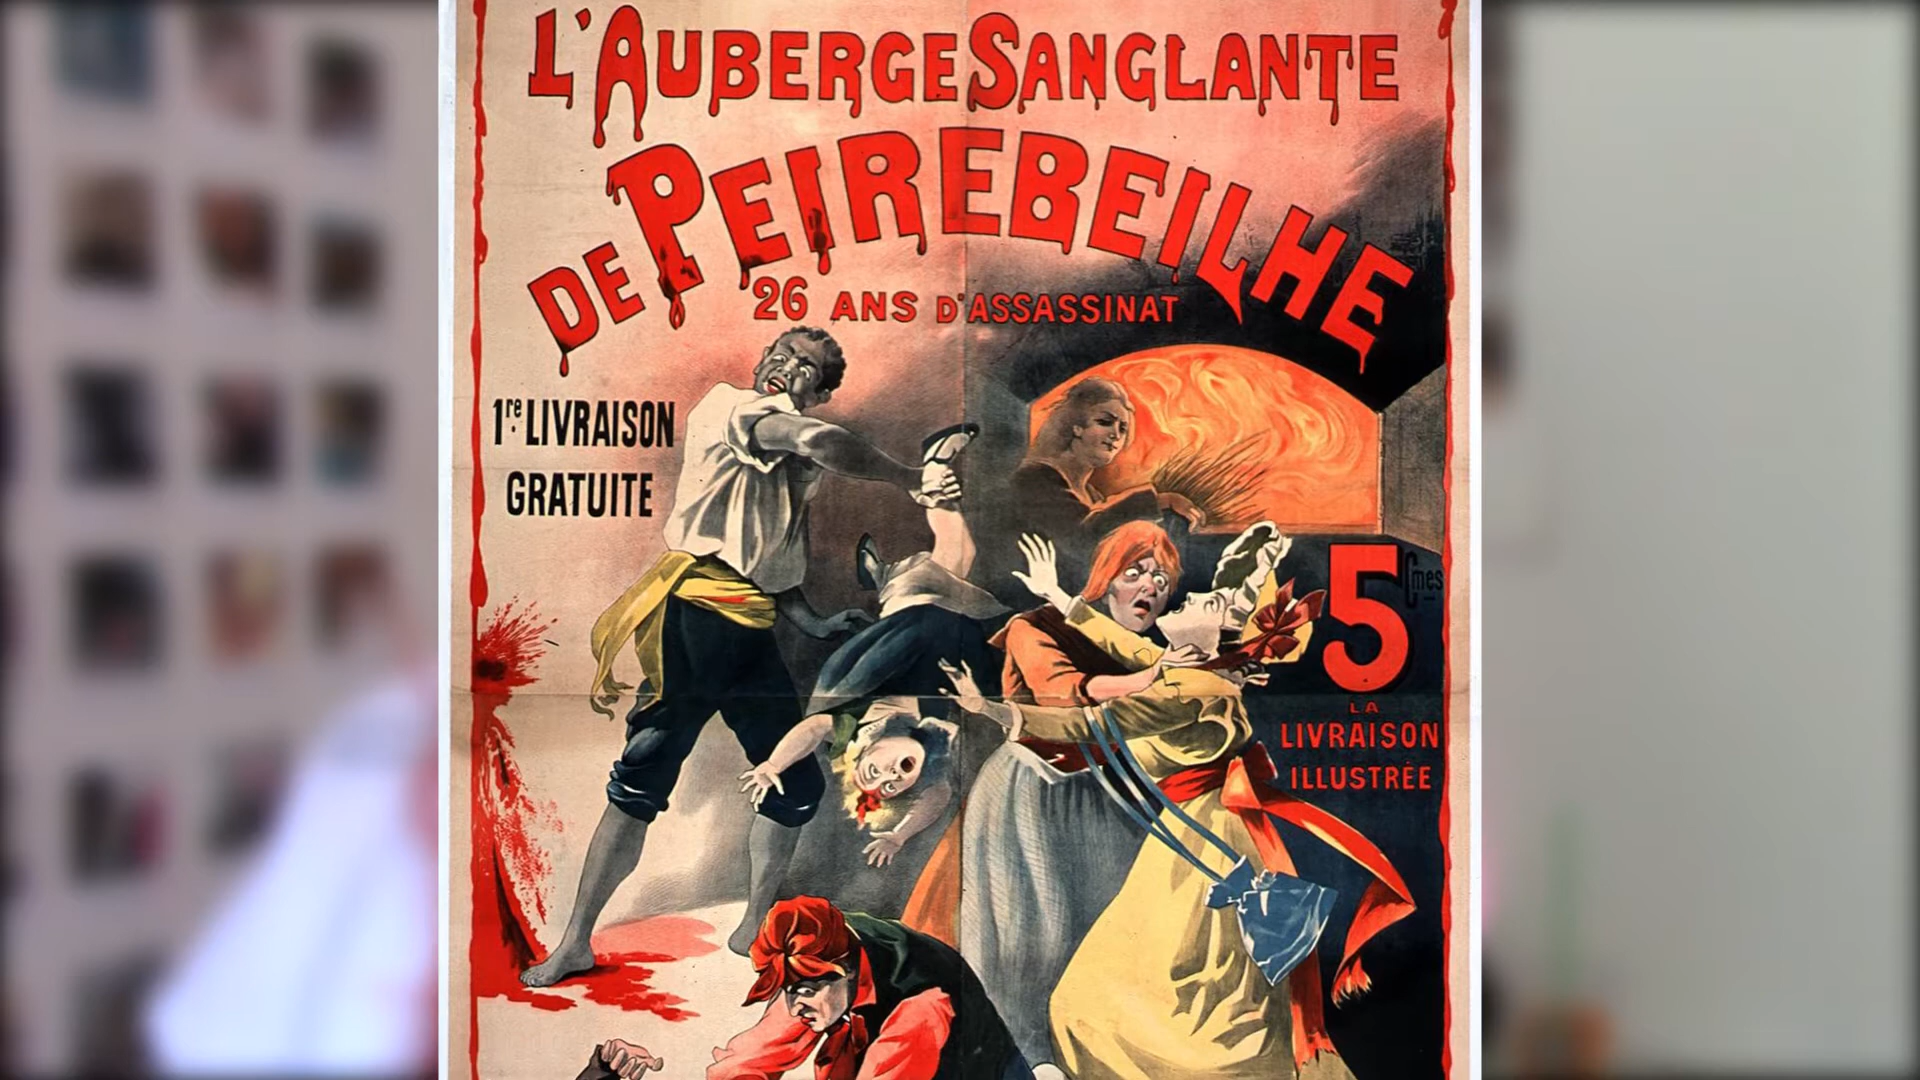 L'AUBERGE SANGLANTE
DE PEIREBEILHE
26 ANS D'ASSASSINAT
1re LIVRAISON
GRATUITE
5 Cmes
LA
LIVRAISON
ILLUSTRÉE